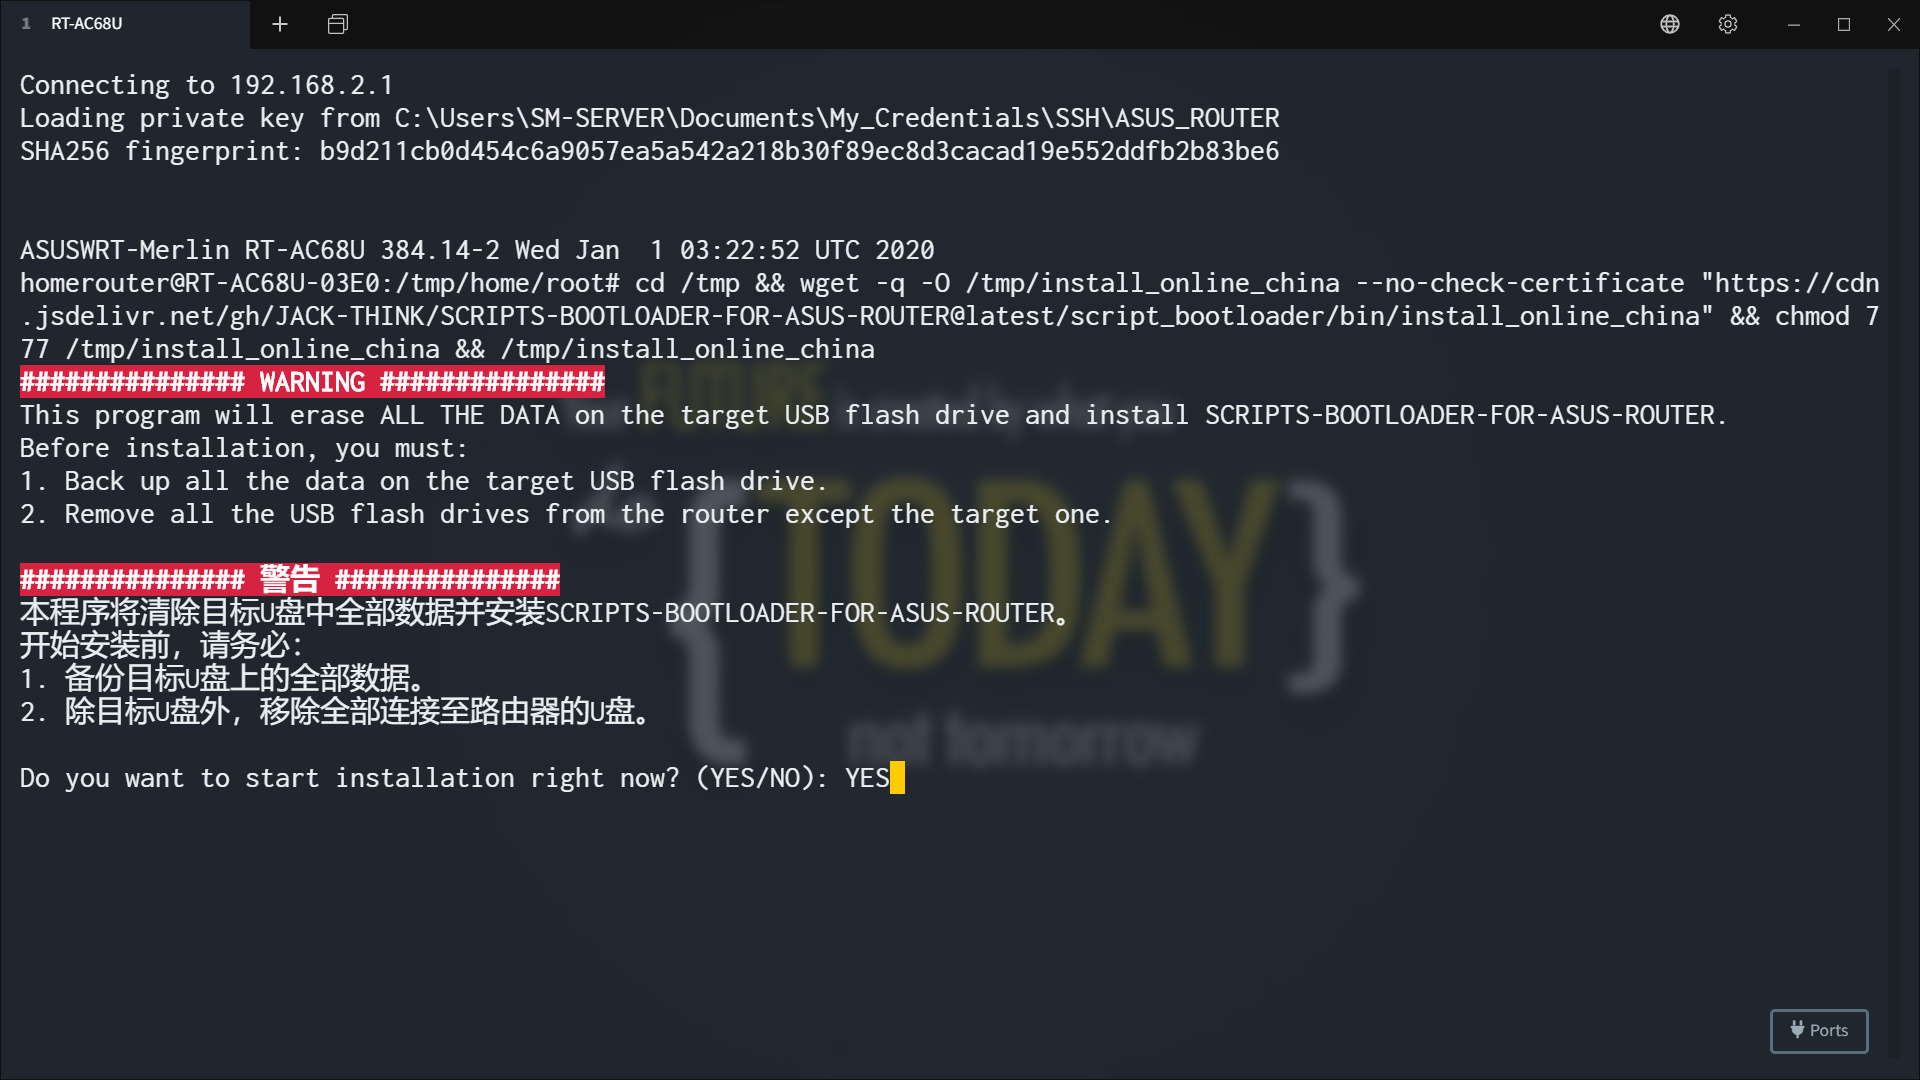 1 RT-AC68U
Connecting to 192.168.2.1
Loading private key from C:\Users\SM-SERVER\Documents\My_Credentials\SSH\ASUS_ROUTER
SHA256 fingerprint: b9d211cb0d454c6a9057ea5a542a218b30f89ec8d3cacad19e552ddfb2b83be6
ASUSWRT-Merlin RT-AC68U 384.14-2 Wed Jan  1 03:22:52 UTC 2020
homerouter@RT-AC68U-03E0:/tmp/home/root# cd /tmp && wget -q -O /tmp/install_online_china --no-check-certificate "https://cdn
.jsdelivr.net/gh/JACK-THINK/SCRIPTS-BOOTLOADER-FOR-ASUS-ROUTER@latest/script_bootloader/bin/install_online_china" && chmod 7
77 /tmp/install_online_china && /tmp/install_online_china
############### WARNING ###############
This program will erase ALL THE DATA on the target USB flash drive and install SCRIPTS-BOOTLOADER-FOR-ASUS-ROUTER.
Before installation, you must:
1. Back up all the data on the target USB flash drive.
2. Remove all the USB flash drives from the router except the target one.
############### 警告 ###############
本程序将清除目标U盘中全部数据并安装SCRIPTS-BOOTLOADER-FOR-ASUS-ROUTER。
开始安装前，请务必：
1. 备份目标U盘上的全部数据。
2. 除目标U盘外，移除全部连接至路由器的U盘。
Do you want to start installation right now? (YES/NO): YES
FUTURE
{TODAY}
not tomorrow
Ports